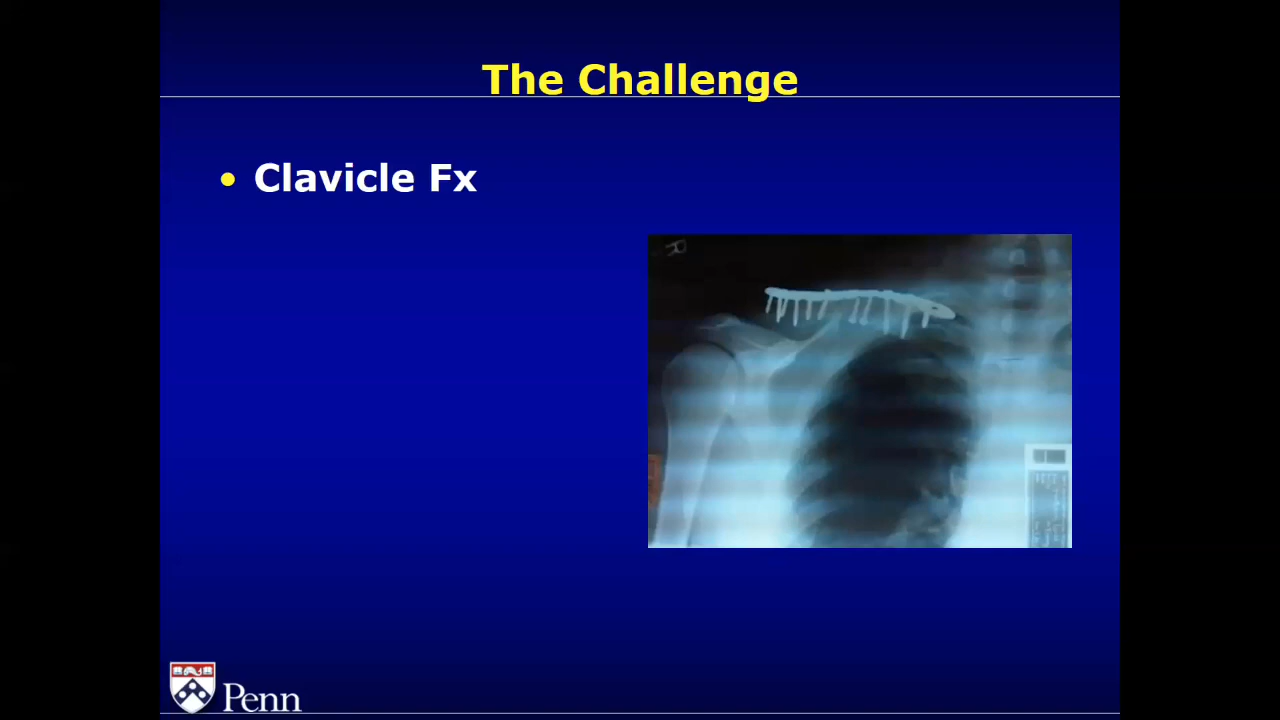 The Challenge
• Clavicle Fx
R
Penn